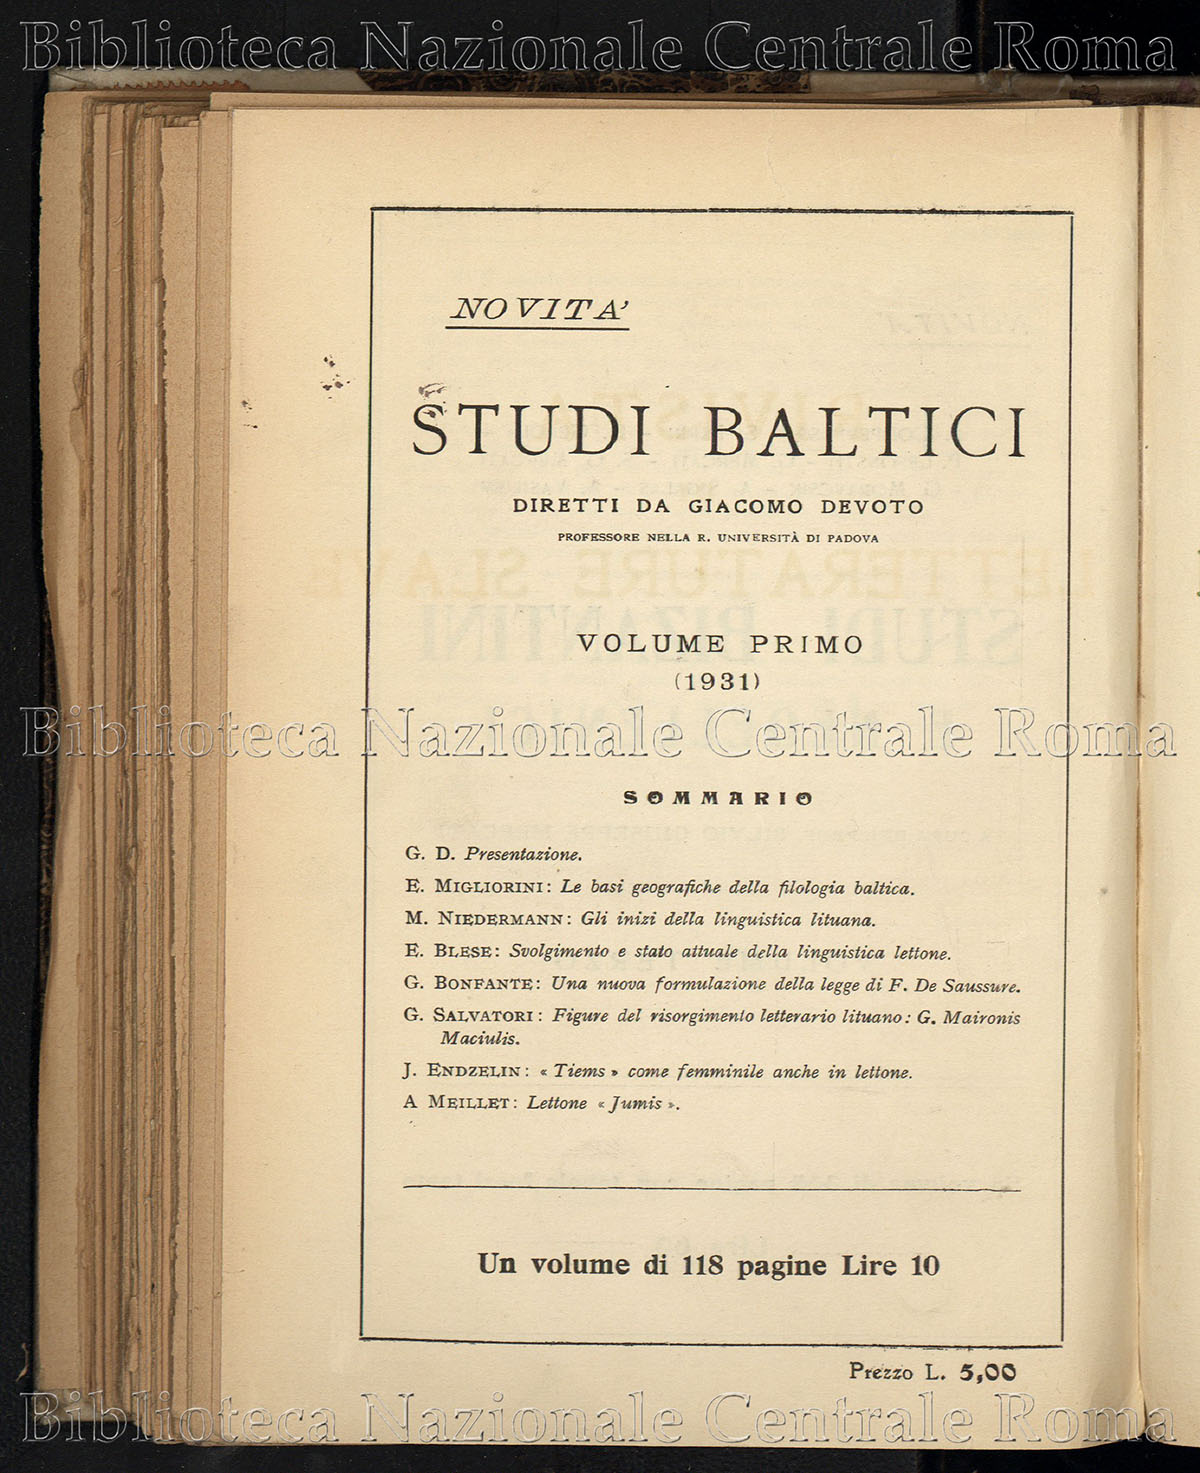 Biblioteca Nazionale Centrale Roma
NOVITA'
STUDI BALTICI
DIRETTI DA GIACOMO DEVOTO
PROFESSORE NELLA R. UNIVERSITÀ DI PADOVA
VOLUME PRIMO
(1931)
Biblioteca Nazionale Centrale Roma
SOMMARIO
G. D. Presentazione.
E. MIGLIORINI: Le basi geografiche della filologia baltica.
M. NIEDERMANN: Gli inizi della linguistica lituana.
E. BLESE: Svolgimento e stato attuale della linguistica lettone.
G. BONFANTE: Una nuova formulazione della legge di F. De Saussure.
G. SALVATORI: Figure del risorgimento letterario lituano: G. Maironis
Maciulis.
J. ENDZELIN: « Tiems » come femminile anche in lettone.
A MEILLET: Lettone « Jumis ».
Un volume di 118 pagine Lire 10
Prezzo L. 5,00
Biblioteca Nazionale Centrale Roma